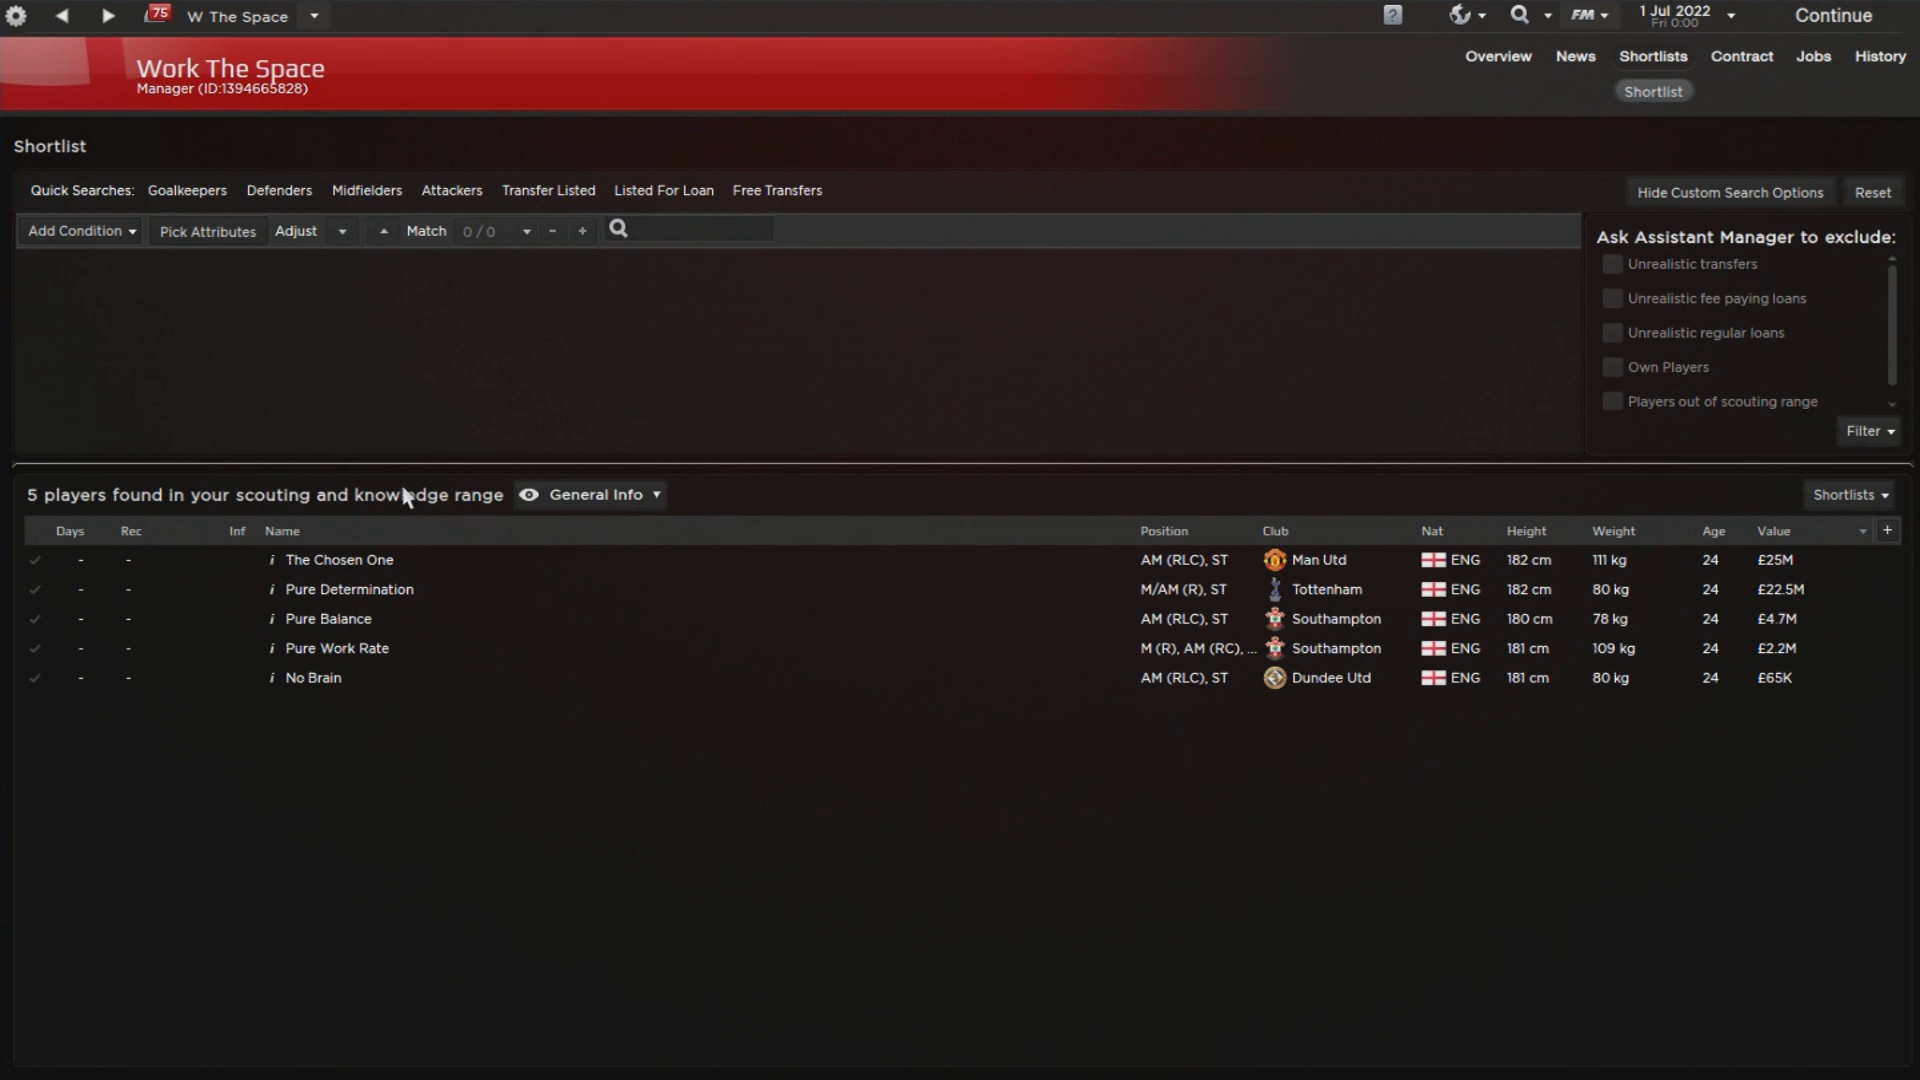 75 W The Space
? FM 1 Jul 2022 Continue
Fri 0:00
Work The Space
Manager (ID:1394665828)
Overview News Shortlists Contract Jobs History
Shortlist
Shortlist
Quick Searches: Goalkeepers Defenders Midfielders Attackers Transfer Listed Listed For Loan Free Transfers
Hide Custom Search Options Reset
Add Condition Pick Attributes Adjust Match 0 / 0 - +
Ask Assistant Manager to exclude:
Unrealistic transfers
Unrealistic fee paying loans
Unrealistic regular loans
Own Players
Players out of scouting range
Filter
5 players found in your scouting and knowledge range General Info Shortlists
Days Rec Inf Name Position Club Nat Height Weight Age Value +
- - i The Chosen One AM (RLC), ST Man Utd ENG 182 cm 111 kg 24 £25M
- - i Pure Determination M/AM (R), ST Tottenham ENG 182 cm 80 kg 24 £22.5M
- - i Pure Balance AM (RLC), ST Southampton ENG 180 cm 78 kg 24 £4.7M
- - i Pure Work Rate M (R), AM (RC), ... Southampton ENG 181 cm 109 kg 24 £2.2M
- - i No Brain AM (RLC), ST Dundee Utd ENG 181 cm 80 kg 24 £65K